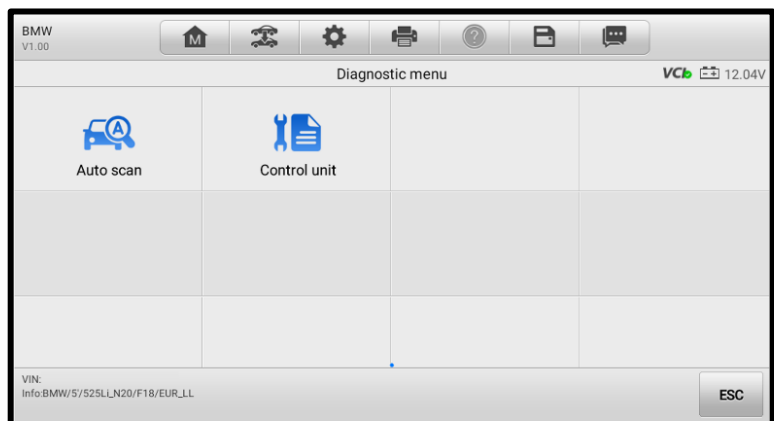 BMW
V1.00
M
?
Diagnostic menu
VCI
12.04V
A
Auto scan
Control unit
VIN:
Info:BMW/5'/525Li_N20/F18/EUR_LL
ESC